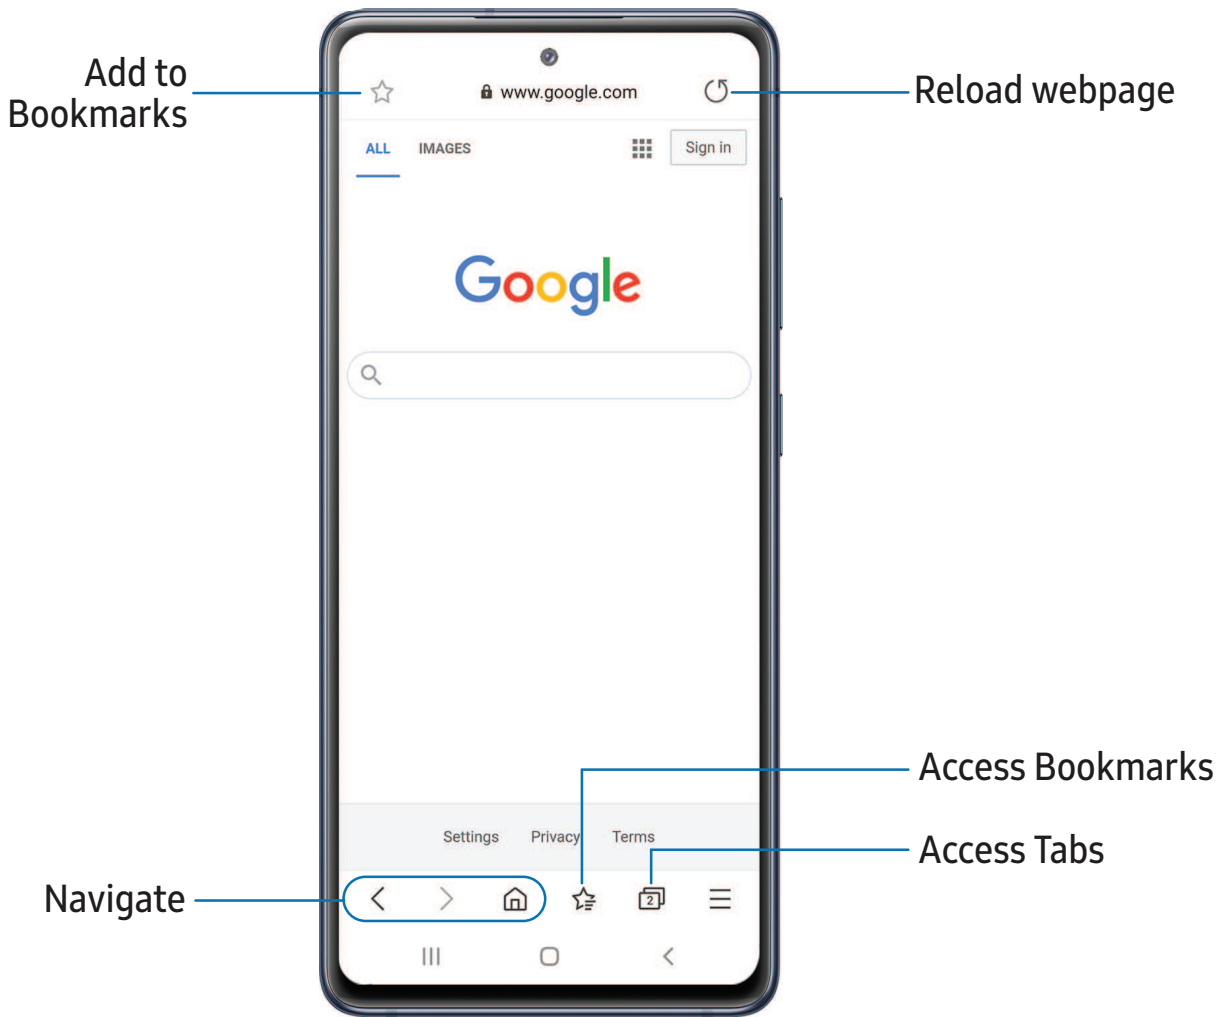 Add to
Bookmarks
www.google.com
Reload webpage
ALL IMAGES Sign in
Google
Access Bookmarks
Settings Privacy Terms
Access Tabs
Navigate
2